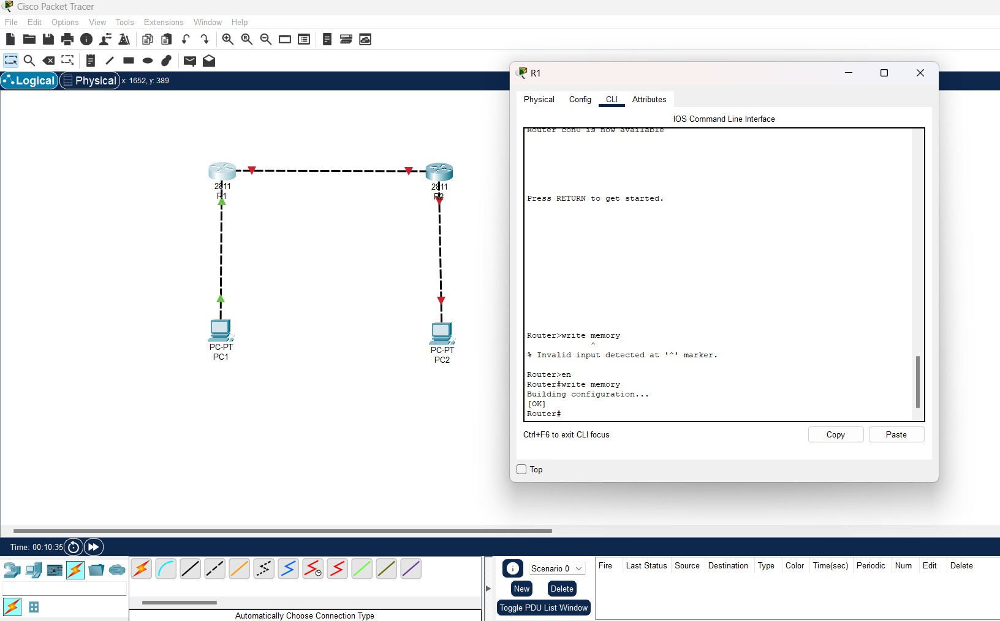 Cisco Packet Tracer
File Edit Options View Tools Extensions Window Help
Logical Physical x: 1652, y: 389
2811
R1
2811
R2
PC-PT
PC1
PC-PT
PC2
R1
Physical Config CLI Attributes
IOS Command Line Interface
Router con0 is now available
Press RETURN to get started.
Router>write memory
^
% Invalid input detected at '^' marker.
Router>en
Router#write memory
Building configuration...
[OK]
Router#
Ctrl+F6 to exit CLI focus
Copy Paste
Top
Time: 00:10:35
Scenario 0
New Delete
Toggle PDU List Window
Fire Last Status Source Destination Type Color Time(sec) Periodic Num Edit Delete
Automatically Choose Connection Type